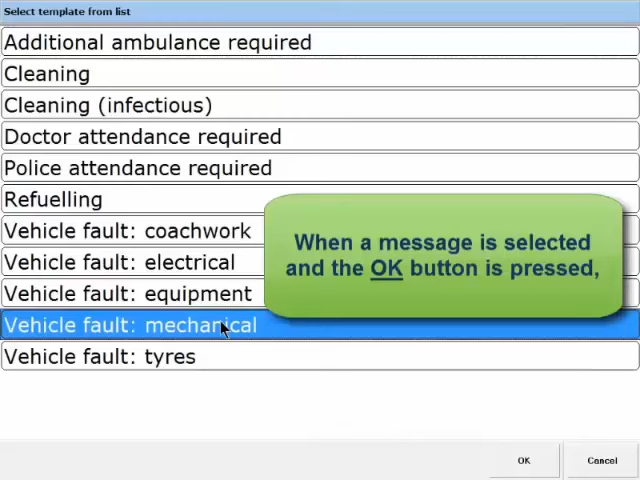 Select template from list
Additional ambulance required
Cleaning
Cleaning (infectious)
Doctor attendance required
Police attendance required
Refuelling
Vehicle fault: coachwork
Vehicle fault: electrical
Vehicle fault: equipment
Vehicle fault: mechanical
Vehicle fault: tyres
When a message is selected
and the OK button is pressed,
OK
Cancel